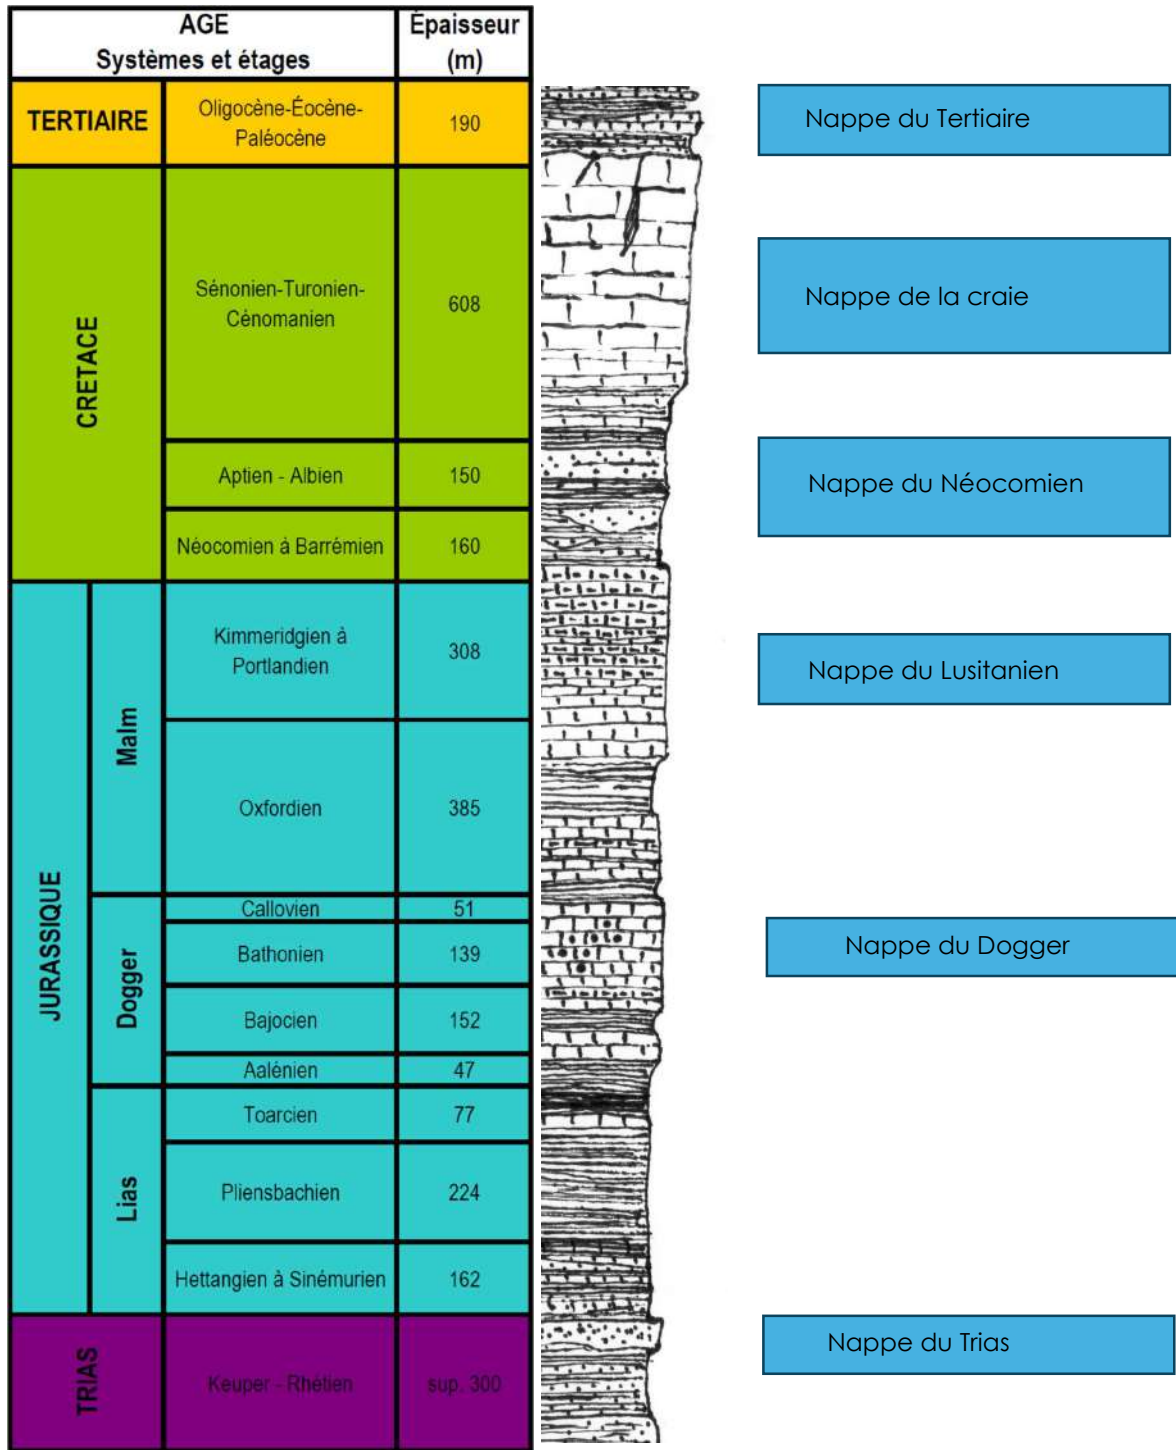 AGE
Systèmes et étages
Épaisseur
(m)
TERTIAIRE
Oligocène-Éocène-
Paléocène
190
Nappe du Tertiaire
CRETACE
Sénonien-Turonien-
Cénomanien
608
Nappe de la craie
Aptien - Albien
150
Nappe du Néocomien
Néocomien à Barrémien
160
JURASSIQUE
Malm
Kimmeridgien à
Portlandien
308
Nappe du Lusitanien
Oxfordien
385
Dogger
Callovien
51
Bathonien
139
Nappe du Dogger
Bajocien
152
Aalénien
47
Lias
Toarcien
77
Pliensbachien
224
Hettangien à Sinémurien
162
TRIAS
Keuper - Rhétien
sup. 300
Nappe du Trias